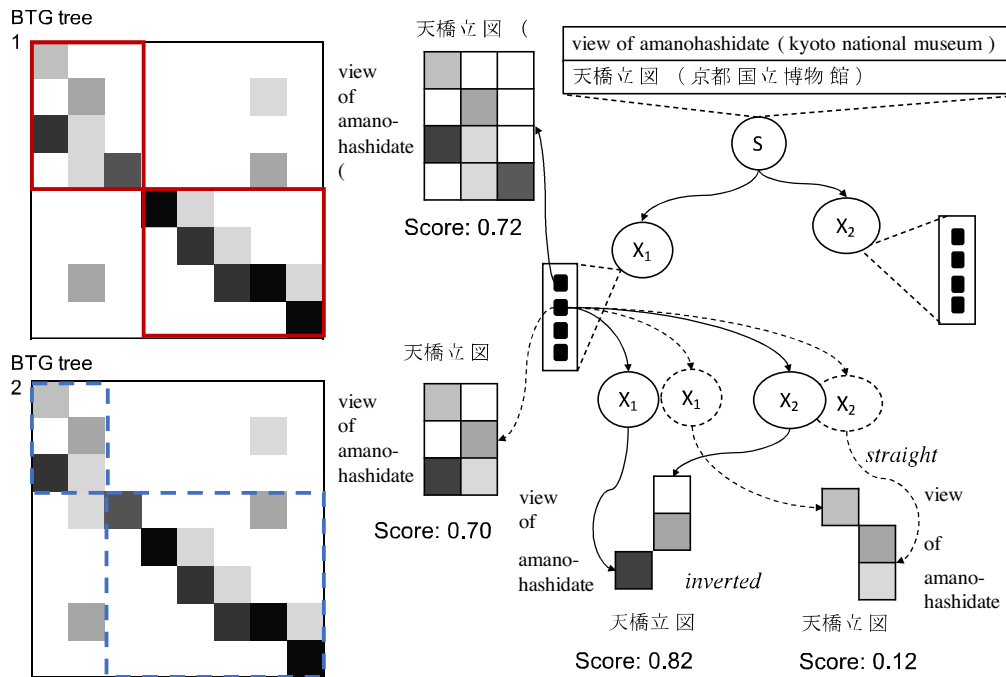 BTG tree
1
天橋立図 (
view
of
amano-
hashidate
(
Score: 0.72
view of amanohashidate ( kyoto national museum )
天橋立図 (京都国立博物館)
S
X1
X2
BTG tree
2
天橋立図
view
of
amano-
hashidate
Score: 0.70
X1
X1
X2
X2
straight
view
of
amano-
hashidate
inverted
天橋立図
Score: 0.82
view
of
amano-
hashidate
天橋立図
Score: 0.12